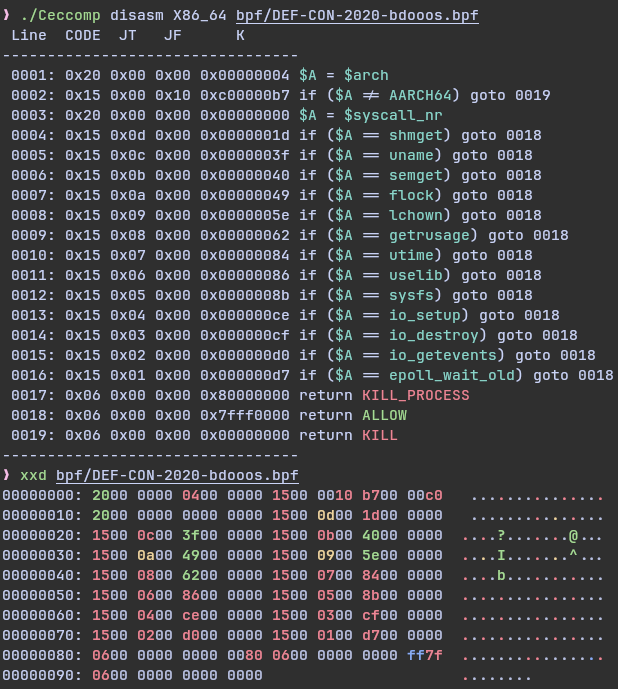 ❩ ./Ceccomp disasm X86_64 bpf/DEF-CON-2020-bdooos.bpf
 Line  CODE  JT   JF      K
---------------------------------
 0001: 0x20 0x00 0x00 0x00000004 $A = $arch
 0002: 0x15 0x00 0x10 0xc00000b7 if ($A ≠ AARCH64) goto 0019
 0003: 0x20 0x00 0x00 0x00000000 $A = $syscall_nr
 0004: 0x15 0x0d 0x00 0x0000001d if ($A == shmget) goto 0018
 0005: 0x15 0x0c 0x00 0x0000003f if ($A == uname) goto 0018
 0006: 0x15 0x0b 0x00 0x00000040 if ($A == semget) goto 0018
 0007: 0x15 0x0a 0x00 0x00000049 if ($A == flock) goto 0018
 0008: 0x15 0x09 0x00 0x0000005e if ($A == lchown) goto 0018
 0009: 0x15 0x08 0x00 0x00000062 if ($A == getrusage) goto 0018
 0010: 0x15 0x07 0x00 0x00000084 if ($A == utime) goto 0018
 0011: 0x15 0x06 0x00 0x00000086 if ($A == uselib) goto 0018
 0012: 0x15 0x05 0x00 0x0000008b if ($A == sysfs) goto 0018
 0013: 0x15 0x04 0x00 0x000000ce if ($A == io_setup) goto 0018
 0014: 0x15 0x03 0x00 0x000000cf if ($A == io_destroy) goto 0018
 0015: 0x15 0x02 0x00 0x000000d0 if ($A == io_getevents) goto 0018
 0016: 0x15 0x01 0x00 0x000000d7 if ($A == epoll_wait_old) goto 0018
 0017: 0x06 0x00 0x00 0x80000000 return KILL_PROCESS
 0018: 0x06 0x00 0x00 0x7fff0000 return ALLOW
 0019: 0x06 0x00 0x00 0x00000000 return KILL
---------------------------------
❩ xxd bpf/DEF-CON-2020-bdooos.bpf
00000000: 2000 0000 0400 0000 1500 0010 b700 00c0   ................
00000010: 2000 0000 0000 0000 1500 0d00 1d00 0000   ................
00000020: 1500 0c00 3f00 0000 1500 0b00 4000 0000   ....?.......@...
00000030: 1500 0a00 4900 0000 1500 0900 5e00 0000   ....I.......^...
00000040: 1500 0800 6200 0000 1500 0700 8400 0000   ....b...........
00000050: 1500 0600 8600 0000 1500 0500 8b00 0000   ................
00000060: 1500 0400 ce00 0000 1500 0300 cf00 0000   ................
00000070: 1500 0200 d000 0000 1500 0100 d700 0000   ................
00000080: 0600 0000 0000 0080 0600 0000 0000 ff7f   ................
00000090: 0600 0000 0000 0000                       ........